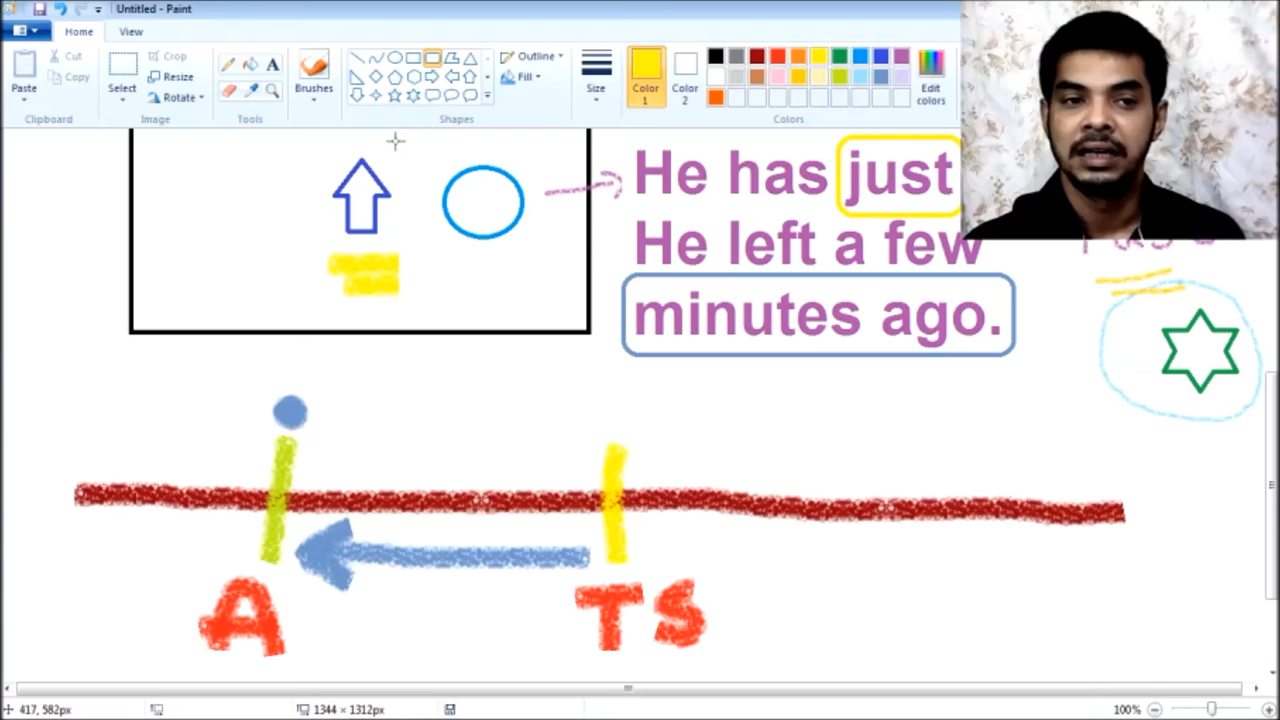 Untitled - Paint
Home View
Paste
Cut
Copy
Clipboard
Select
Crop
Resize
Rotate
Image
A
Tools
Brushes
Shapes
Outline
Fill
Size
Color
1
Color
2
Edit
colors
Colors
He has just
He left a few
minutes ago.
A
TS
417, 582px
1344 × 1312px
100%